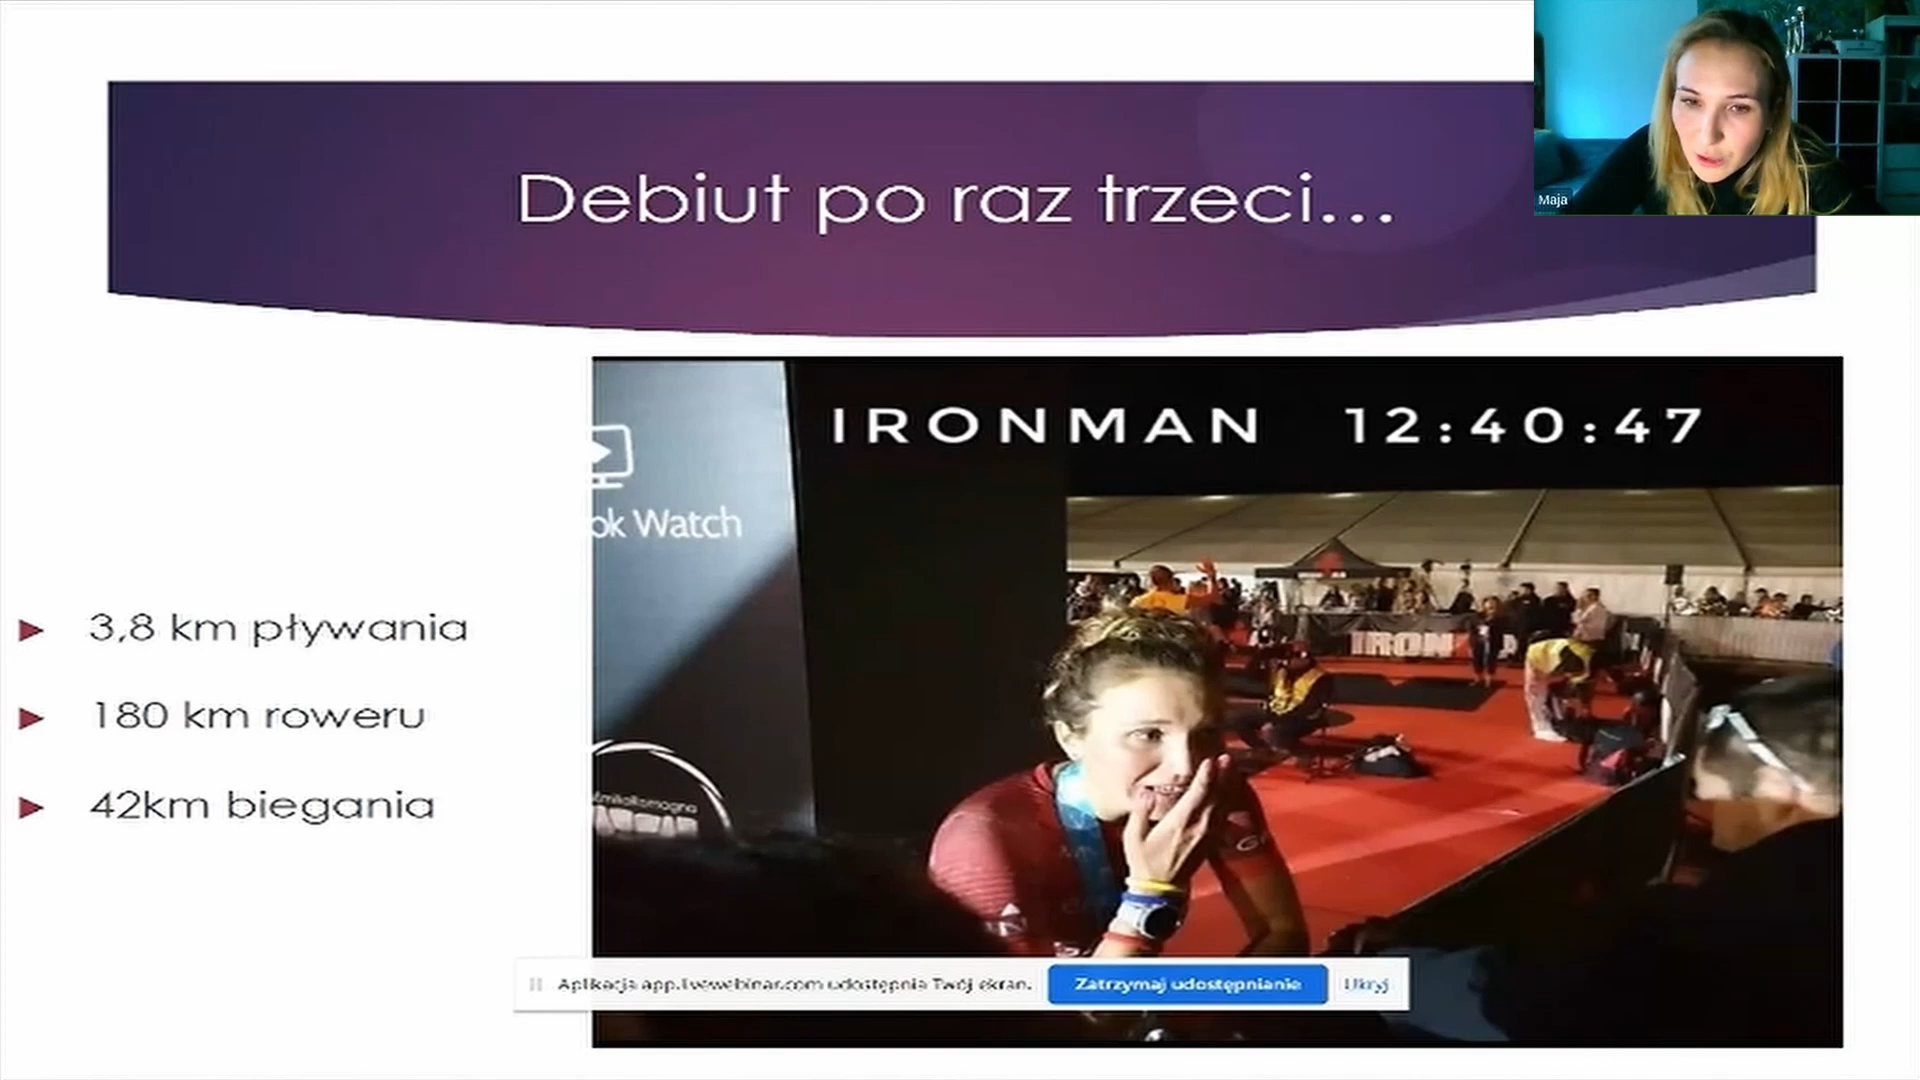 Debiut po raz trzeci...
Maja
IRONMAN 12:40:47
ok Watch
3,8 km pływania
180 km roweru
42km biegania
IRON
Aplikacja app.livewebinar.com udostępnia Twój ekran.
Zatrzymaj udostępnianie
Ukryj